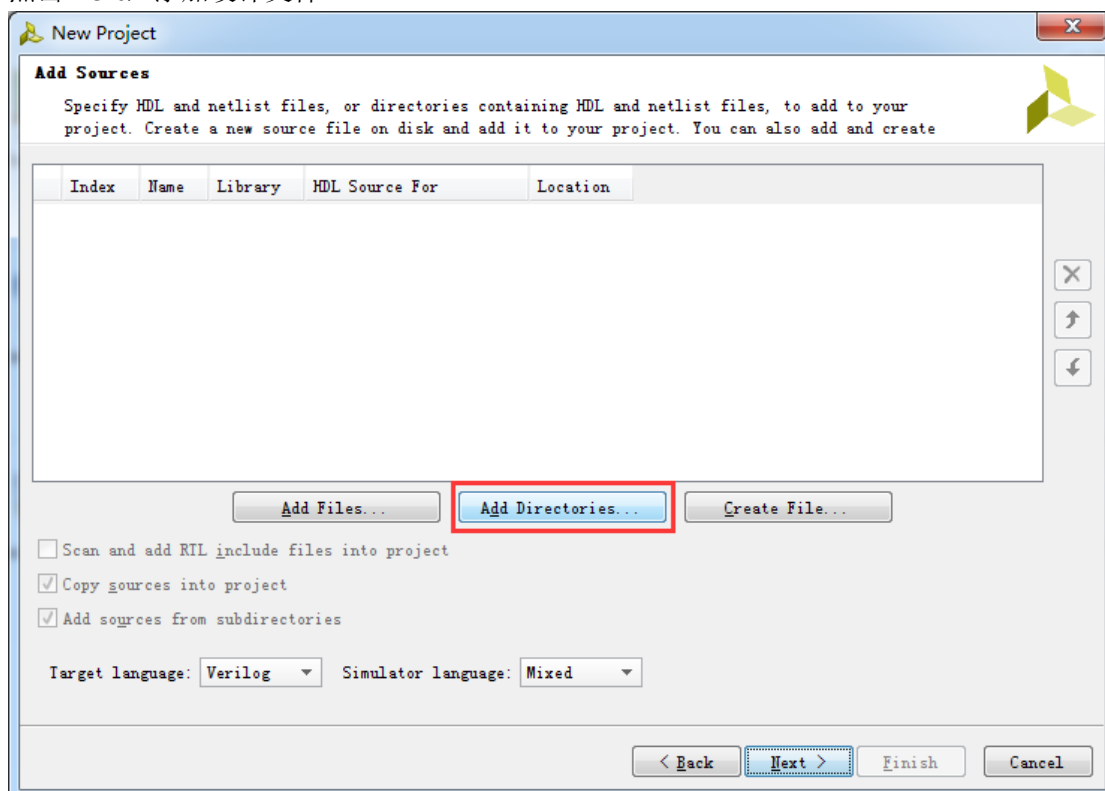 New Project
Add Sources
Specify HDL and netlist files, or directories containing HDL and netlist files, to add to your
project. Create a new source file on disk and add it to your project. You can also add and create
Index Name Library HDL Source For Location
Add Files... Add Directories... Create File...
Scan and add RTL include files into project
Copy sources into project
Add sources from subdirectories
Target language: Verilog Simulator language: Mixed
< Back Next > Finish Cancel